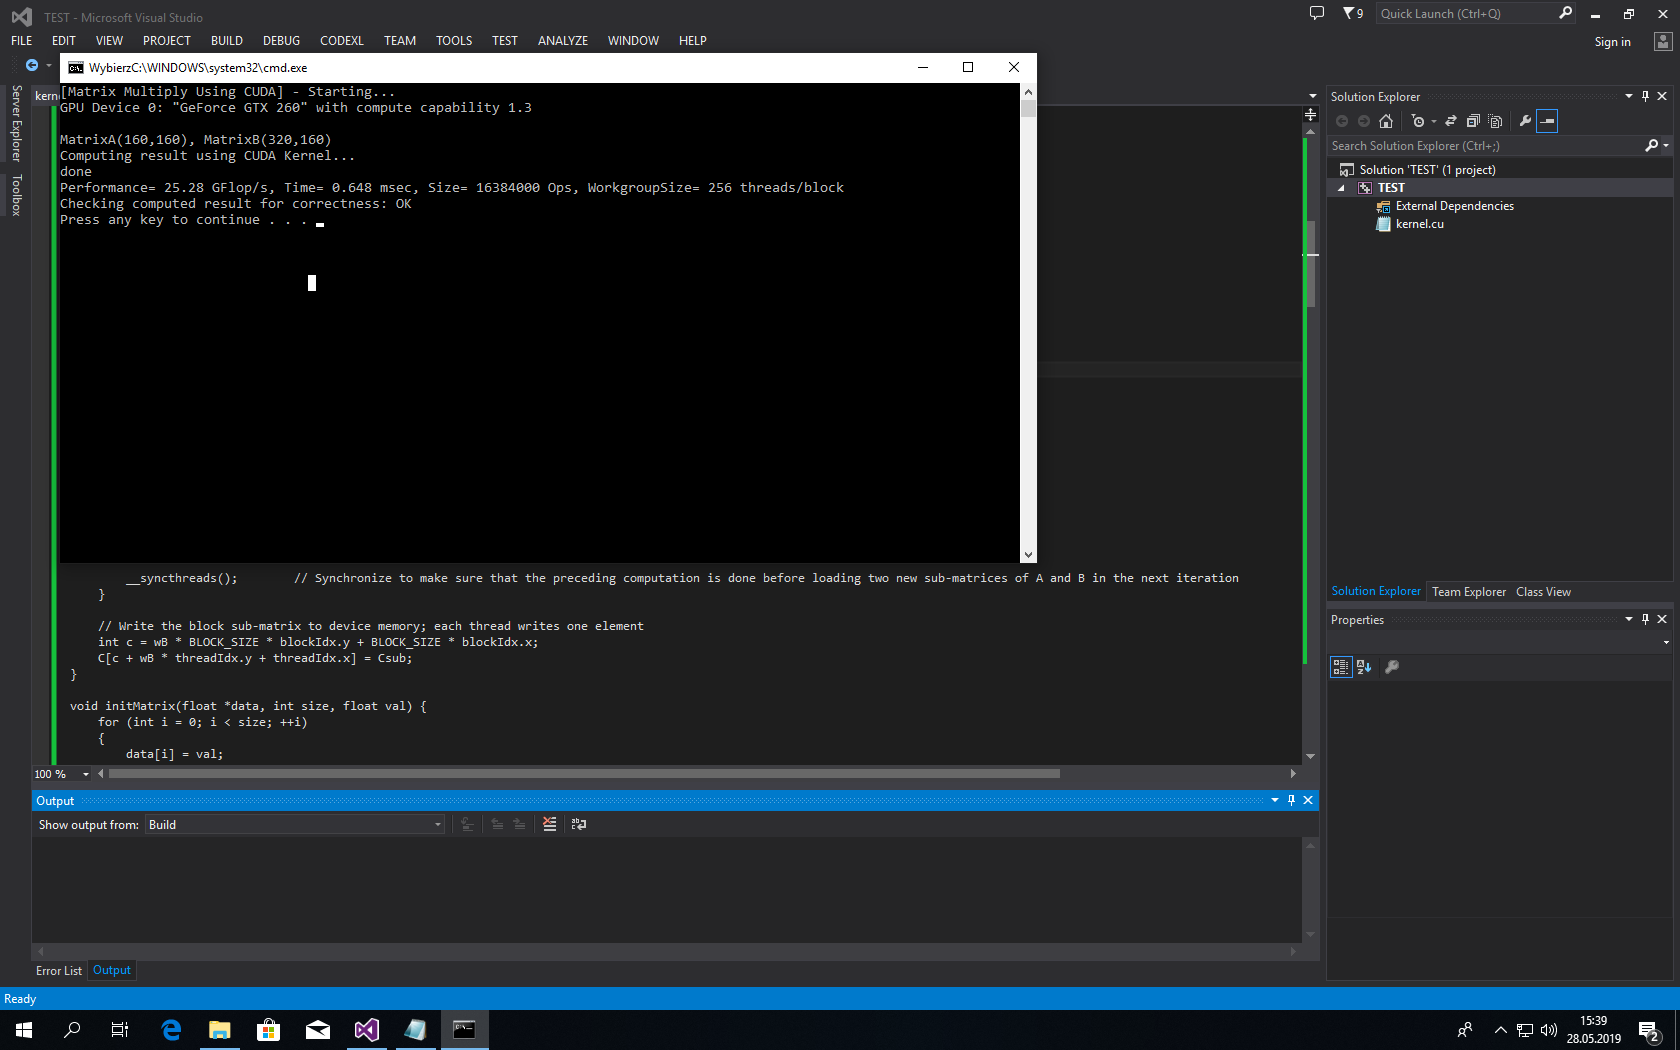 TEST - Microsoft Visual Studio
9
Quick Launch (Ctrl+Q)
FILE EDIT VIEW PROJECT BUILD DEBUG CODEXL TEAM TOOLS TEST ANALYZE WINDOW HELP
Sign in
WybierzC:\WINDOWS\system32\cmd.exe
[Matrix Multiply Using CUDA] - Starting...
GPU Device 0: "GeForce GTX 260" with compute capability 1.3
MatrixA(160,160), MatrixB(320,160)
Computing result using CUDA Kernel...
done
Performance= 25.28 GFlop/s, Time= 0.648 msec, Size= 16384000 Ops, WorkgroupSize= 256 threads/block
Checking computed result for correctness: OK
Press any key to continue . . .
Server Explorer
Toolbox
__syncthreads(); // Synchronize to make sure that the preceding computation is done before loading two new sub-matrices of A and B in the next iteration
}
// Write the block sub-matrix to device memory; each thread writes one element
int c = wB * BLOCK_SIZE * blockIdx.y + BLOCK_SIZE * blockIdx.x;
C[c + wB * threadIdx.y + threadIdx.x] = Csub;
}
void initMatrix(float *data, int size, float val) {
for (int i = 0; i < size; ++i)
{
data[i] = val;
100 %
Output
Show output from: Build
Error List Output
Solution Explorer
Search Solution Explorer (Ctrl+;)
Solution 'TEST' (1 project)
TEST
External Dependencies
kernel.cu
Solution Explorer Team Explorer Class View
Properties
Ready
15:39
28.05.2019
2